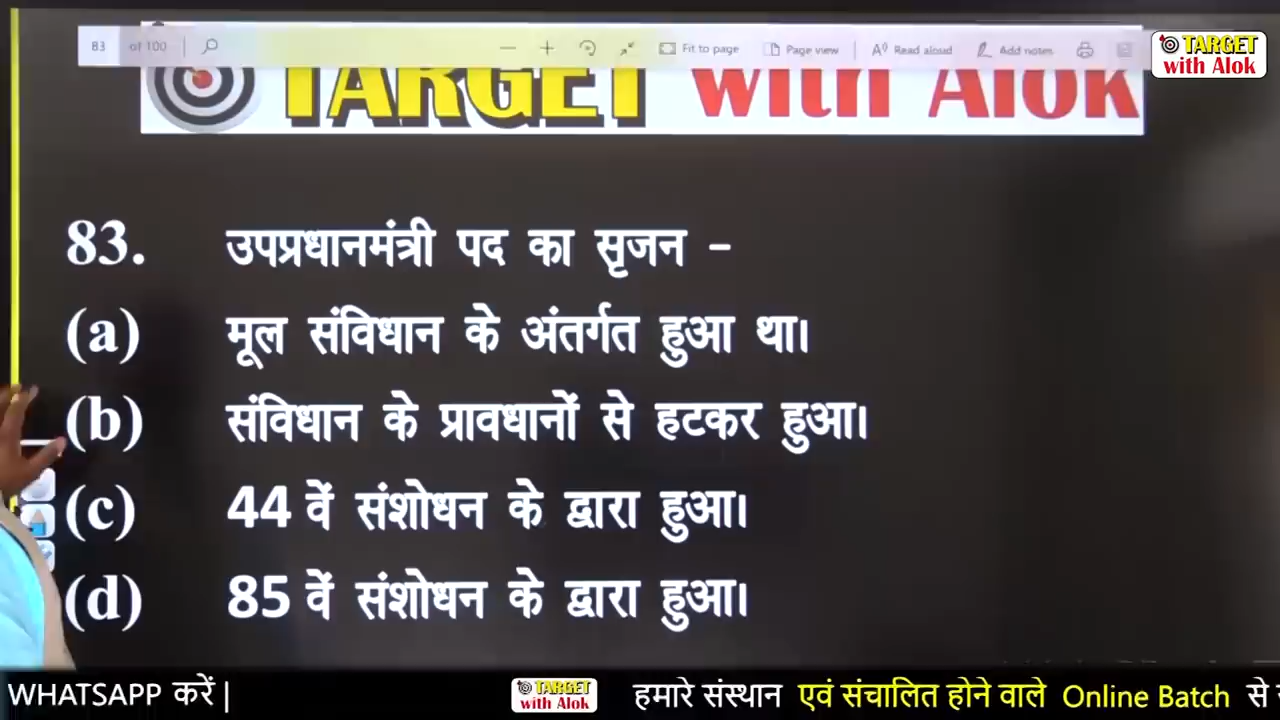 83 of 100 Fit to page Page view Read aloud Add notes
TARGET
with Alok
TARGET with Alok
83. उपप्रधानमंत्री पद का सृजन –
(a) मूल संविधान के अंतर्गत हुआ था।
(b) संविधान के प्रावधानों से हटकर हुआ।
(c) 44 वें संशोधन के द्वारा हुआ।
(d) 85 वें संशोधन के द्वारा हुआ।
WHATSAPP करें | TARGET with Alok हमारे संस्थान एवं संचालित होने वाले Online Batch से